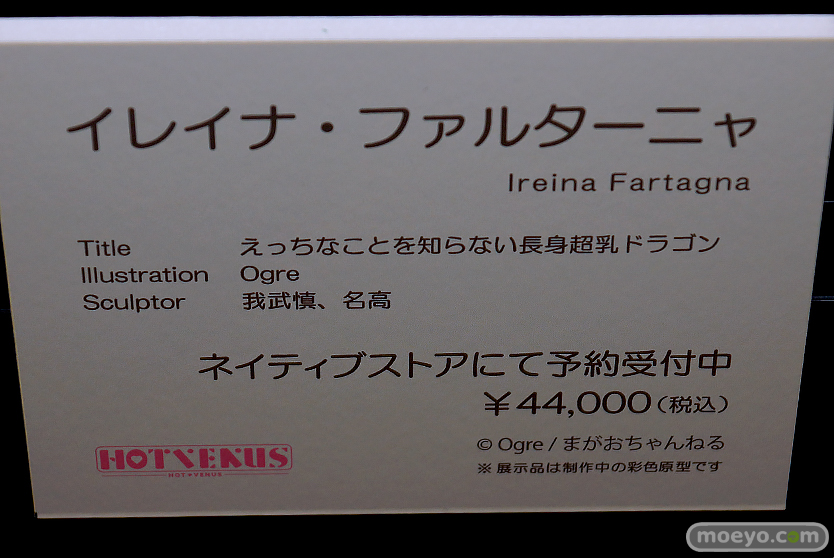 イレイナ・ファルターニャ
Ireina Fartagna
Title えっちなことを知らない長身超乳ドラゴン
Illustration Ogre
Sculptor 我武慎、名高
ネイティブストアにて予約受付中
￥44,000（税込）
© Ogre / まがおちゃんねる
※ 展示品は制作中の彩色原型です
HOT VENUS
HOT♥VENUS
moeyo.com